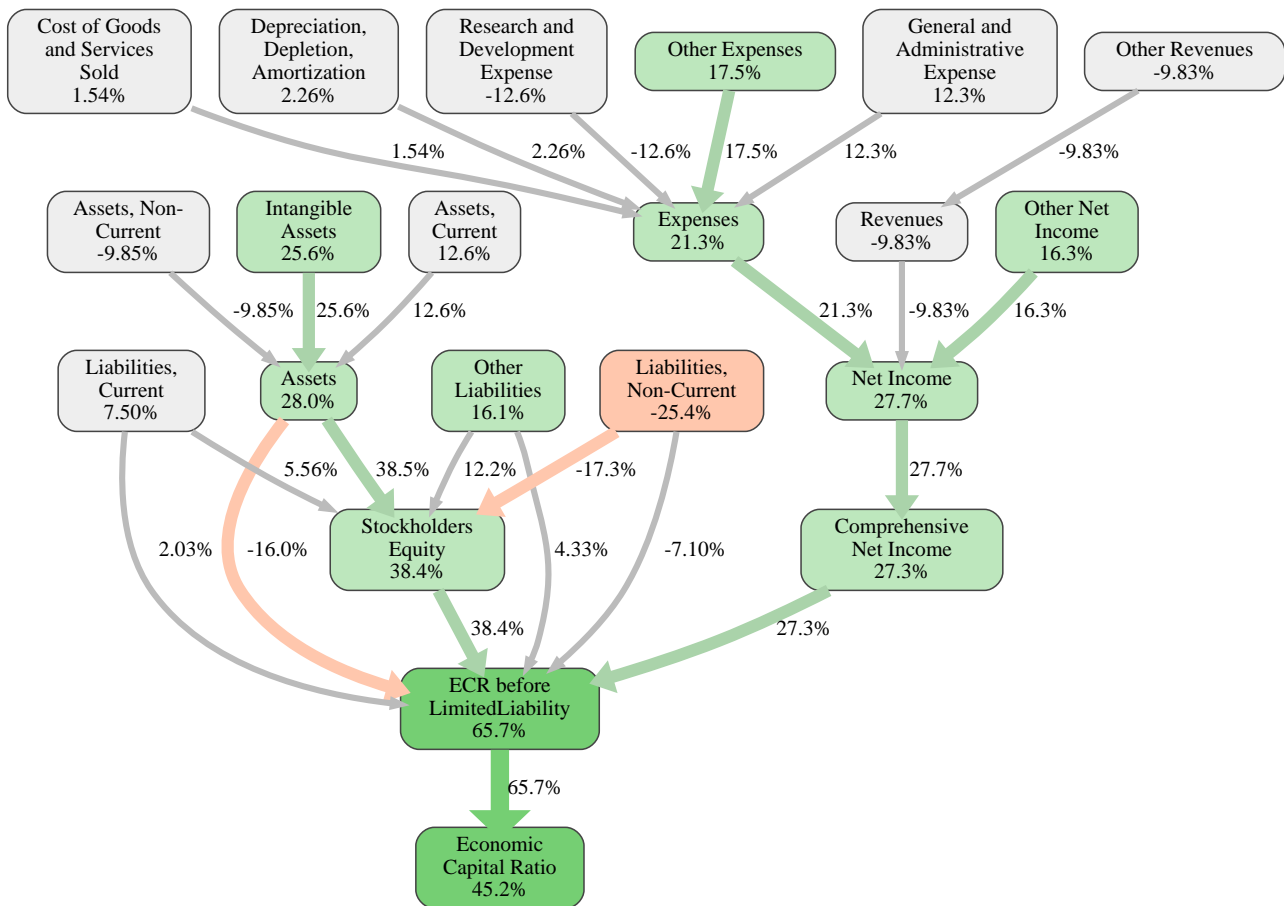 Cost of Goods
and Services
Sold
1.54%
Depreciation,
Depletion,
Amortization
2.26%
Research and
Development
Expense
-12.6%
Other Expenses
17.5%
General and
Administrative
Expense
12.3%
Other Revenues
-9.83%
1.54%
2.26%
-12.6%
17.5%
12.3%
-9.83%
Assets, Non-
Current
-9.85%
Intangible
Assets
25.6%
Assets,
Current
12.6%
Expenses
21.3%
Revenues
-9.83%
Other Net
Income
16.3%
-9.85%
25.6%
12.6%
21.3%
-9.83%
16.3%
Liabilities,
Current
7.50%
Assets
28.0%
Other
Liabilities
16.1%
Liabilities,
Non-Current
-25.4%
Net Income
27.7%
5.56%
38.5%
12.2%
-17.3%
27.7%
2.03%
-16.0%
Stockholders
Equity
38.4%
4.33%
-7.10%
Comprehensive
Net Income
27.3%
38.4%
27.3%
ECR before
LimitedLiability
65.7%
65.7%
Economic
Capital Ratio
45.2%